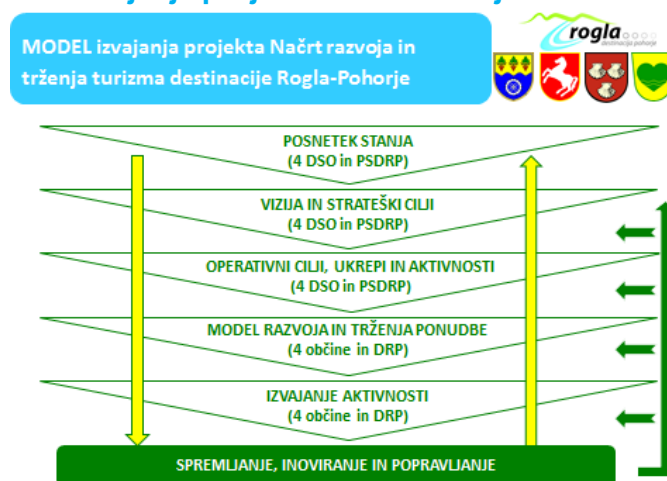 MODEL izvajanja projekta Načrt razvoja in
trženja turizma destinacije Rogla-Pohorje
rogla
destinacija pohorje
POSNETEK STANJA
(4 DSO in PSDRP)
VIZIJA IN STRATEŠKI CILJI
(4 DSO in PSDRP)
OPERATIVNI CILJI, UKREPI IN AKTIVNOSTI
(4 DSO in PSDRP)
MODEL RAZVOJA IN TRŽENJA PONUDBE
(4 občine in DRP)
IZVAJANJE AKTIVNOSTI
(4 občine in DRP)
SPREMLJANJE, INOVIRANJE IN POPRAVLJANJE